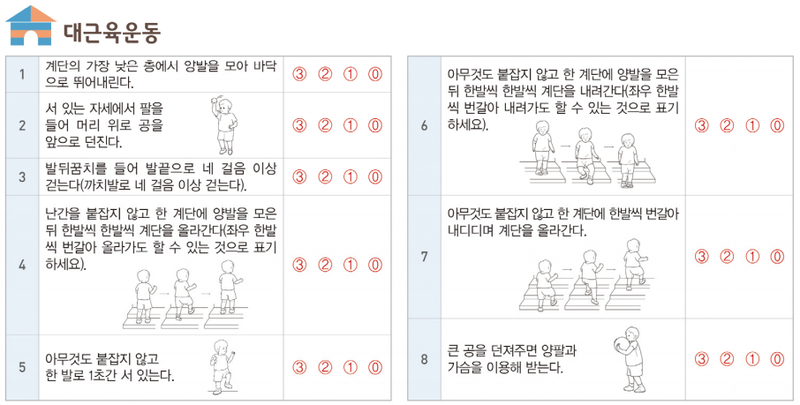 대근육운동
1
계단의 가장 낮은 층에서 양발을 모아 바닥
으로 뛰어내린다.
③ ② ① ⓪
2
서 있는 자세에서 팔을
들어 머리 위로 공을
앞으로 던진다.
③ ② ① ⓪
3
발뒤꿈치를 들어 발끝으로 네 걸음 이상
걷는다(까치발로 네 걸음 이상 걷는다).
③ ② ① ⓪
4
난간을 붙잡지 않고 한 계단에 양발을 모은
뒤 한발씩 한발씩 계단을 올라간다(좌우 한발
씩 번갈아 올라가도 할 수 있는 것으로 표기
하세요).
③ ② ① ⓪
5
아무것도 붙잡지 않고
한 발로 1초간 서 있는다.
③ ② ① ⓪
6
아무것도 붙잡지 않고 한 계단에 양발을 모은
뒤 한발씩 한발씩 계단을 내려간다(좌우 한발
씩 번갈아 내려가도 할 수 있는 것으로 표기
하세요).
③ ② ① ⓪
7
아무것도 붙잡지 않고 한 계단에 한발씩 번갈아
내디디며 계단을 올라간다.
③ ② ① ⓪
8
큰 공을 던져주면 양팔과
가슴을 이용해 받는다.
③ ② ① ⓪